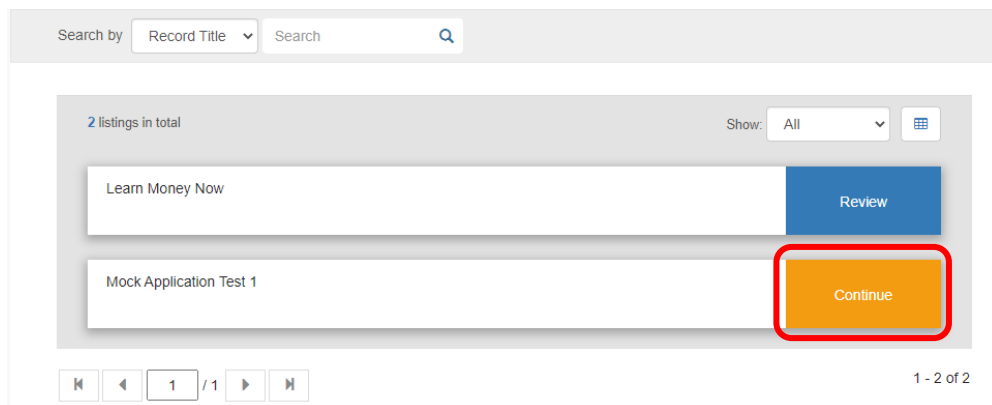 Search by Record Title Search
2 listings in total Show: All
Learn Money Now Review
Mock Application Test 1 Continue
1 / 1 1 - 2 of 2